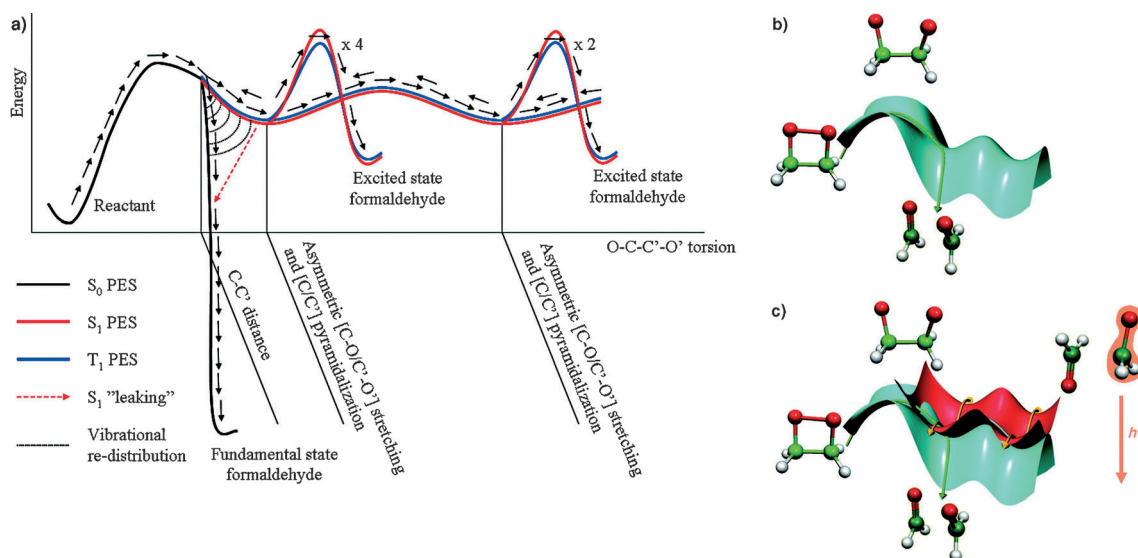 a)
Energy
x 4
x 2
Reactant
Excited state
formaldehyde
Excited state
formaldehyde
O-C-C'-O' torsion
C-C' distance
Asymmetric [C-O/C'-O'] stretching
and [C/C'] pyramidalization
Asymmetric [C-O/C'-O'] stretching
and [C/C'] pyramidalization
S₀ PES
S₁ PES
T₁ PES
S₁ "leaking"
Vibrational
re-distribution
Fundamental state
formaldehyde
b)
c)
h